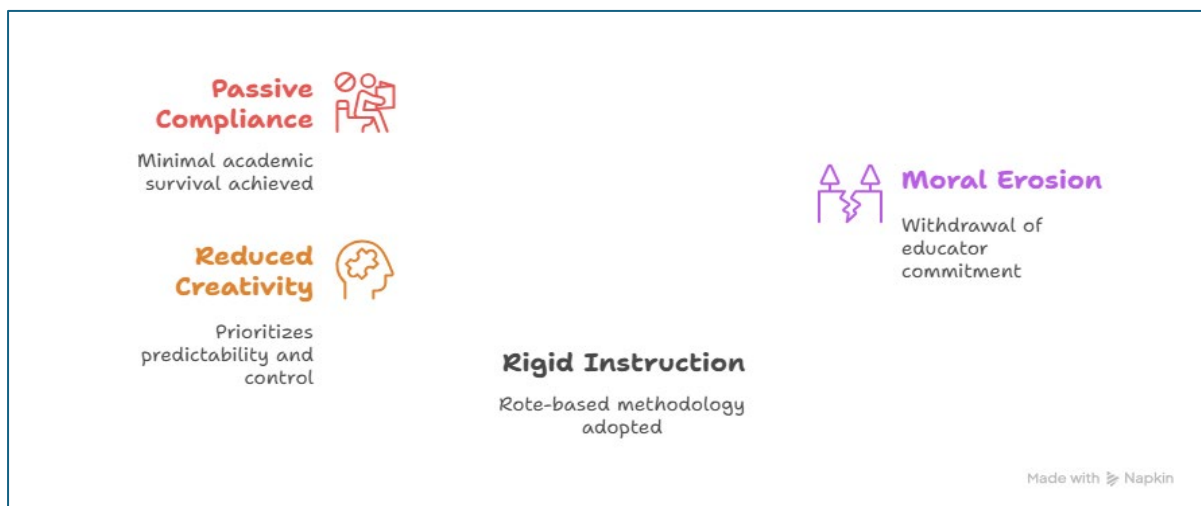 Passive
Compliance
Minimal academic
survival achieved
Reduced
Creativity
Prioritizes
predictability and
control
Rigid Instruction
Rote-based methodology
adopted
Moral Erosion
Withdrawal of
educator
commitment
Made with Napkin